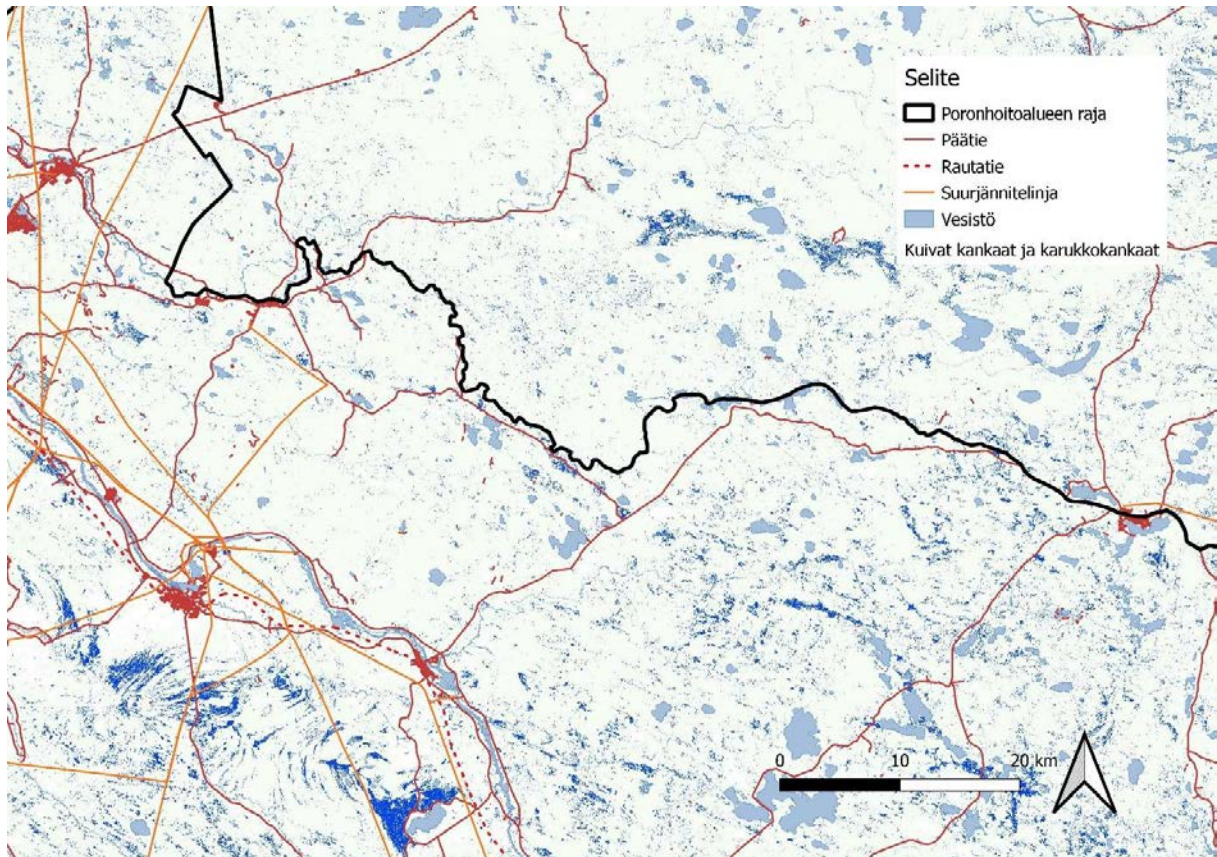 Selite
Poronhoitoalueen raja
Päätie
Rautatie
Suurjännitelinja
Vesistö
Kuivat kankaat ja karukkokankaat
0 10 20 km